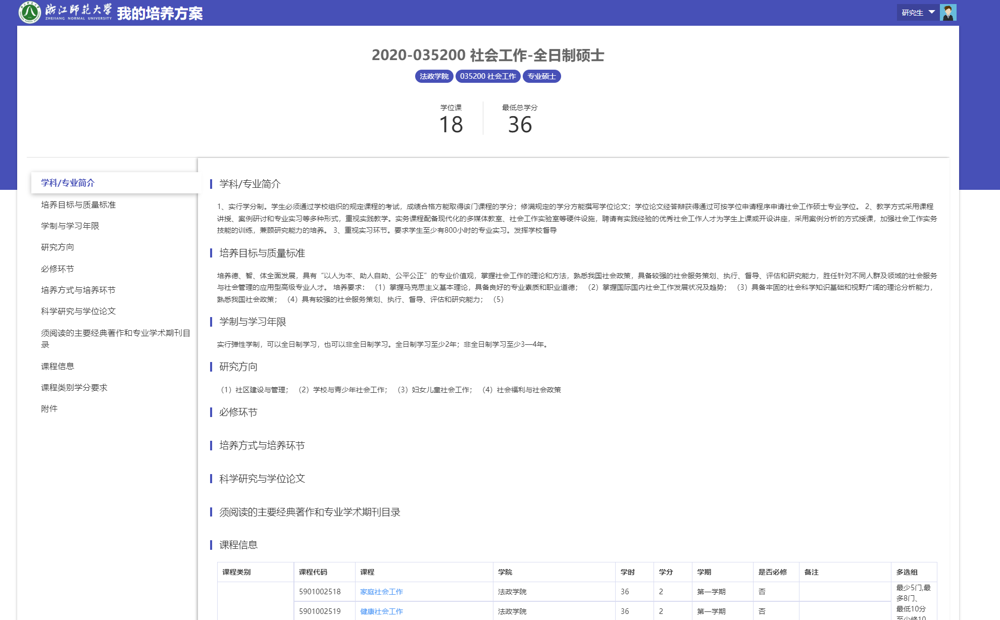 浙江师范大学
ZHEJIANG NORMAL UNIVERSITY
我的培养方案
研究生
2020-035200 社会工作-全日制硕士
法政学院 035200 社会工作 专业硕士
学位课 最低总学分
18 36
学科/专业简介
培养目标与质量标准
学制与学习年限
研究方向
必修环节
培养方式与培养环节
科学研究与学位论文
须阅读的主要经典著作和专业学术期刊目
录
课程信息
课程类别学分要求
附件
学科/专业简介
1、实行学分制。学生必须通过学校组织的规定课程的考试，成绩合格方能取得该门课程的学分；修满规定的学分方能撰写学位论文；学位论文经答辩获得通过可按学位申请程序申请社会工作硕士专业学位。 2、教学方式采用课程
讲授、案例研讨和专业实习等多种形式，重视实践教学。实务课程配备现代化的多媒体教室、社会工作实验室等硬件设施，聘请有实践经验的优秀社会工作人才为学生上课或开设讲座，采用案例分析的方式授课，加强社会工作实务
技能的训练，兼顾研究能力的培养。 3、重视实习环节。要求学生至少有800小时的专业实习。发挥学校督导
培养目标与质量标准
培养德、智、体全面发展，具有“以人为本、助人自助、公平公正”的专业价值观，掌握社会工作的理论和方法，熟悉我国社会政策，具备较强的社会服务策划、执行、督导、评估和研究能力，胜任针对不同人群及领域的社会服务
与社会管理的应用型高级专业人才。 培养要求： （1）掌握马克思主义基本理论，具备良好的专业素质和职业道德； （2）掌握国际国内社会工作发展状况及趋势； （3）具备牢固的社会科学知识基础和视野广阔的理论分析能力，
熟悉我国社会政策； （4）具有较强的社会服务策划、执行、督导、评估和研究能力； （5）
学制与学习年限
实行弹性学制，可以全日制学习，也可以非全日制学习。全日制学习至少2年；非全日制学习至少3—4年。
研究方向
（1）社区建设与管理； （2）学校与青少年社会工作； （3）妇女儿童社会工作； （4）社会福利与社会政策
必修环节
培养方式与培养环节
科学研究与学位论文
须阅读的主要经典著作和专业学术期刊目录
课程信息
课程类别 课程代码 课程 学院 学时 学分 学期 是否必修 备注 多选组
5901002518 家庭社会工作 法政学院 36 2 第一学期 否
5901002519 健康社会工作 法政学院 36 2 第一学期 否
最少5门,最
多8门、
最低10分
至少修10